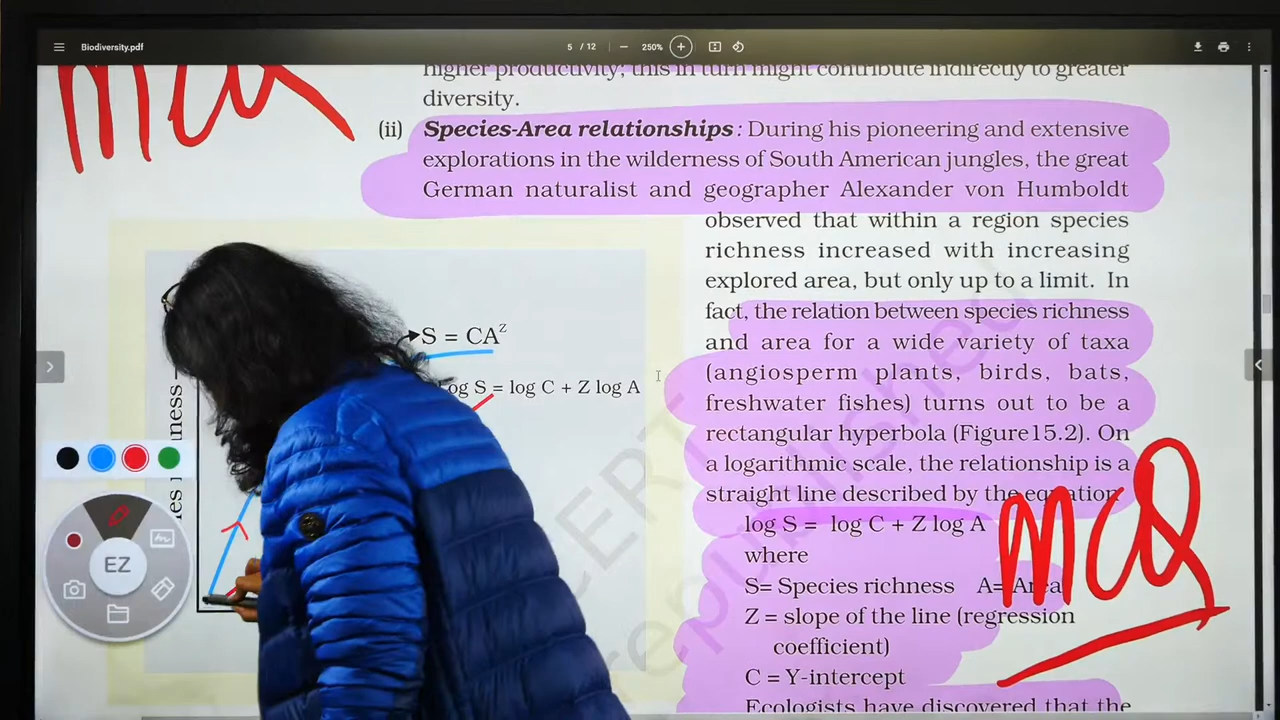 Biodiversity.pdf
5 / 12
250%
MCQ
higher productivity; this in turn might contribute indirectly to greater
diversity.
(ii) Species-Area relationships: During his pioneering and extensive
explorations in the wilderness of South American jungles, the great
German naturalist and geographer Alexander von Humboldt
observed that within a region species
richness increased with increasing
explored area, but only up to a limit. In
fact, the relation between species richness
and area for a wide variety of taxa
(angiosperm plants, birds, bats,
freshwater fishes) turns out to be a
rectangular hyperbola (Figure15.2). On
a logarithmic scale, the relationship is a
straight line described by the equation
log S = log C + Z log A
where
S= Species richness A= Area
Z = slope of the line (regression
coefficient)
C = Y-intercept
Ecologists have discovered that the
MCQ
S = CA^Z
log S = log C + Z log A
EZ